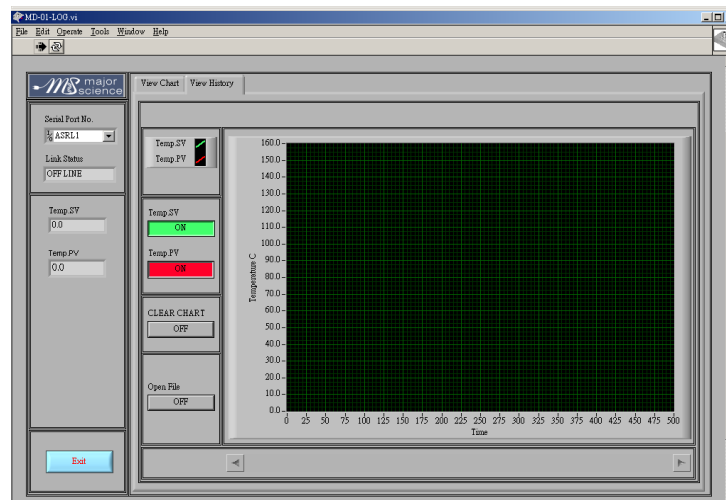 MD-01-LOG.vi
File Edit Operate Tools Window Help
major
science
View Chart View History
Serial Port No.
ASRL1
Link Status
OFF LINE
Temp.SV
0.0
Temp.PV
0.0
Exit
Temp.SV
Temp.PV
Temp.SV
ON
Temp.PV
ON
CLEAR CHART
OFF
Open File
OFF
Temperature C
160.0
150.0
140.0
130.0
120.0
110.0
100.0
90.0
80.0
70.0
60.0
50.0
40.0
30.0
20.0
10.0
0.0
0 25 50 75 100 125 150 175 200 225 250 275 300 325 350 375 400 425 450 475 500
Time